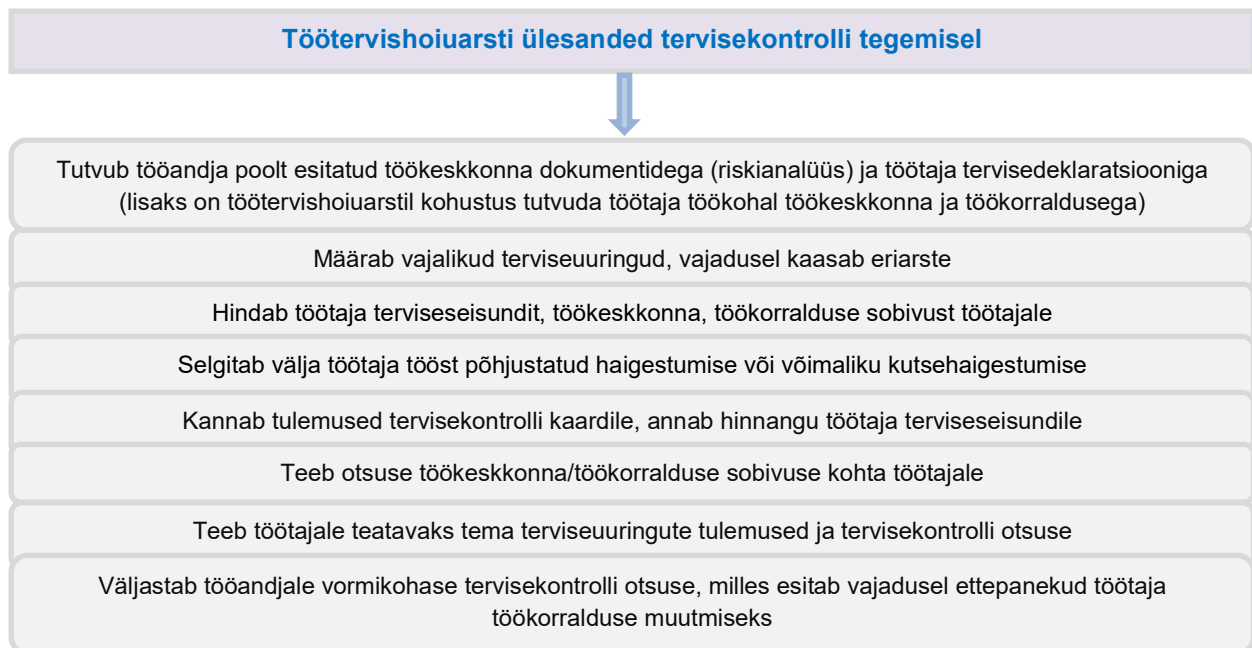 Töötervishoiuarsti ülesanded tervisekontrolli tegemisel
Tutvub tööandja poolt esitatud töökeskkonna dokumentidega (riskianalüüs) ja töötaja tervisedeklaratsiooniga
(lisaks on töötervishoiuarstil kohustus tutvuda töötaja töökohal töökeskkonna ja töökorraldusega)
Määrab vajalikud terviseuuringud, vajadusel kaasab eriarste
Hindab töötaja terviseseisundit, töökeskkonna, töökorralduse sobivust töötajale
Selgitab välja töötaja tööst põhjustatud haigestumise või võimaliku kutsehaigestumise
Kannab tulemused tervisekontrolli kaardile, annab hinnangu töötaja terviseseisundile
Teeb otsuse töökeskkonna/töökorralduse sobivuse kohta töötajale
Teeb töötajale teatavaks tema terviseuuringute tulemused ja tervisekontrolli otsuse
Väljastab tööandjale vormikohase tervisekontrolli otsuse, milles esitab vajadusel ettepanekud töötaja
töökorralduse muutmiseks